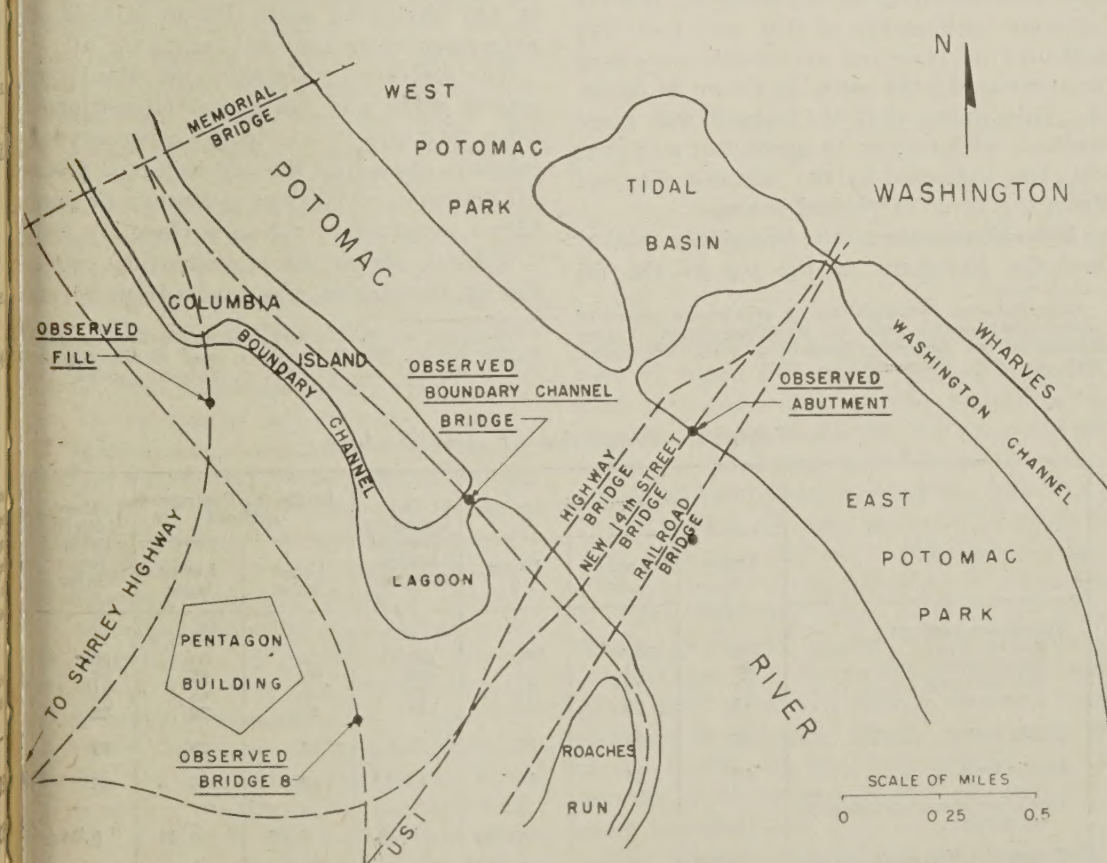 N
MEMORIAL
BRIDGE
WEST
POTOMAC
PARK
POTOMAC
TIDAL
BASIN
WASHINGTON
COLUMBIA
ISLAND
OBSERVED
FILL
BOUNDARY CHANNEL
OBSERVED
BOUNDARY CHANNEL
BRIDGE
OBSERVED
ABUTMENT
WHARVES
WASHINGTON CHANNEL
HIGHWAY
BRIDGE
NEW 14th STREET
BRIDGE
RAILROAD
BRIDGE
EAST
POTOMAC
PARK
LAGOON
TO SHIRLEY HIGHWAY
PENTAGON
BUILDING
RIVER
OBSERVED
BRIDGE 8
ROACHES
RUN
U S 1
SCALE OF MILES
0 0 25 0.5